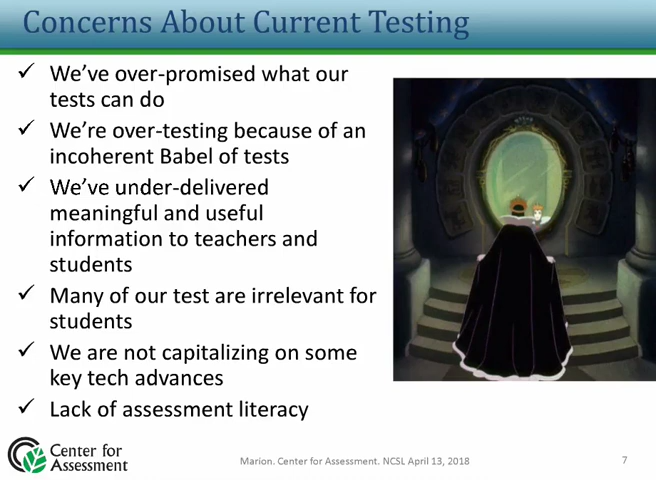 Concerns About Current Testing
✓ We’ve over-promised what our
tests can do
✓ We’re over-testing because of an
incoherent Babel of tests
✓ We’ve under-delivered
meaningful and useful
information to teachers and
students
✓ Many of our test are irrelevant for
students
✓ We are not capitalizing on some
key tech advances
✓ Lack of assessment literacy
Center for
Assessment
Marion. Center for Assessment. NCSL April 13, 2018
7